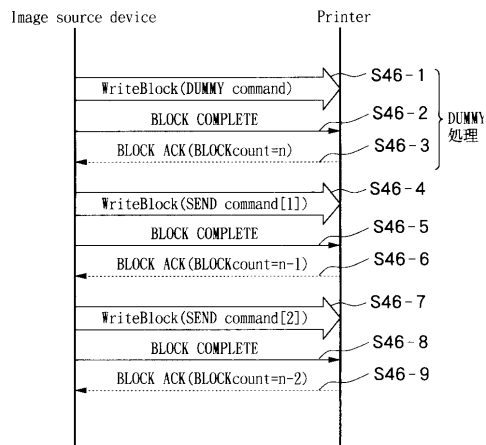 Image source device Printer
WriteBlock(DUMMY command) S46-1
BLOCK COMPLETE S46-2
BLOCK ACK(BLOCKcount=n) S46-3
DUMMY
処理
WriteBlock(SEND command[1]) S46-4
BLOCK COMPLETE S46-5
BLOCK ACK(BLOCKcount=n-1) S46-6
WriteBlock(SEND command[2]) S46-7
BLOCK COMPLETE S46-8
BLOCK ACK(BLOCKcount=n-2) S46-9